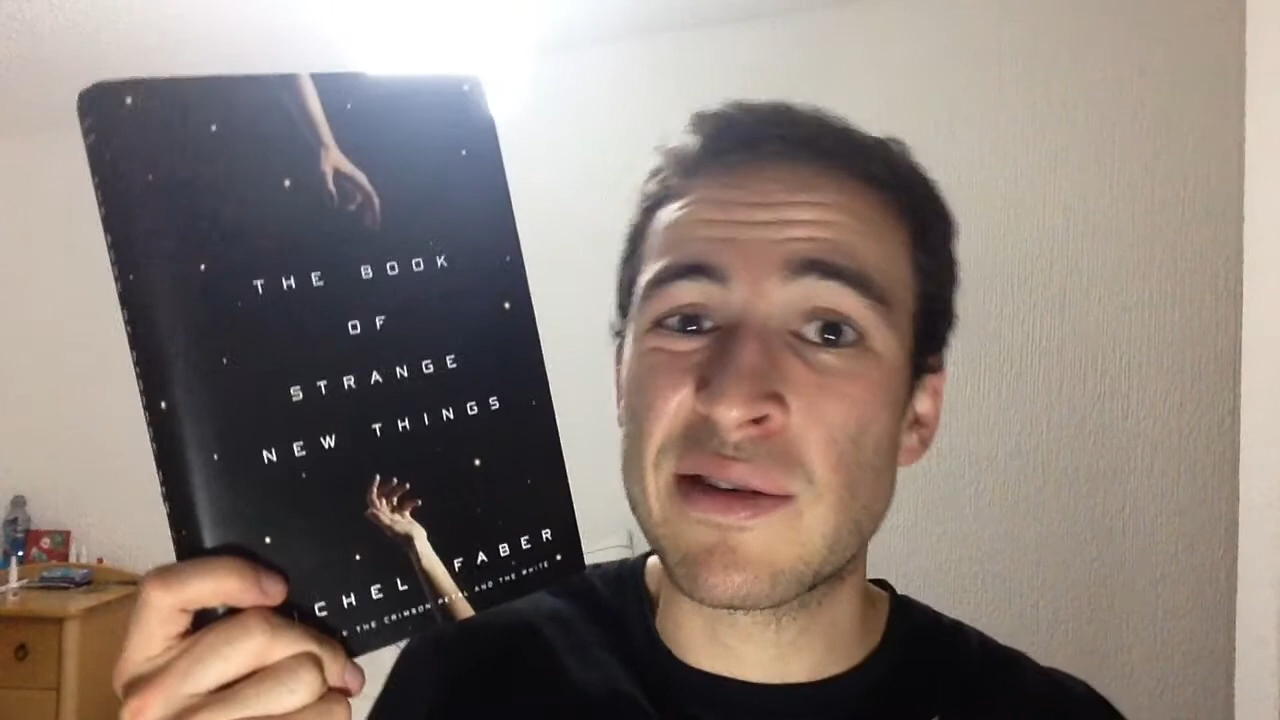 THE BOOK
OF
STRANGE
NEW THINGS
CHEL FABER
THE CRIMSON PETAL AND THE WHITE